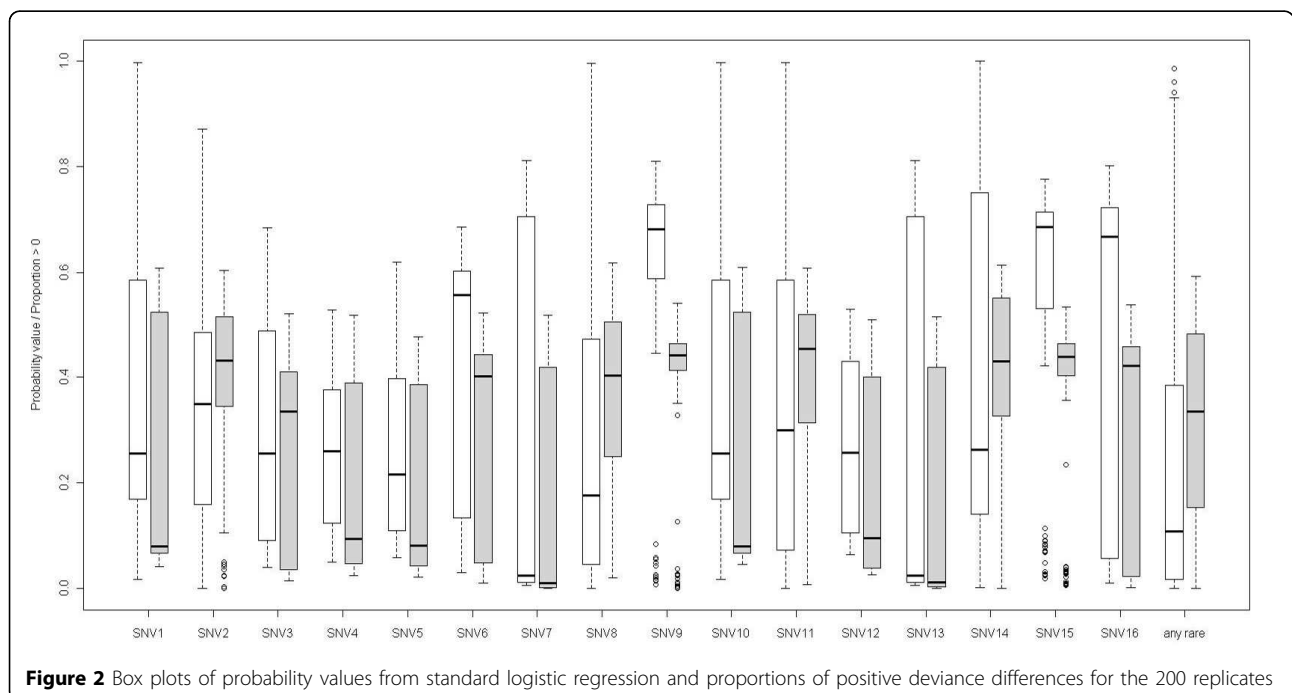 1.0
0.8
0.6
0.4
0.2
0.0
Probability value / Proportion > 0
SNV1 SNV2 SNV3 SNV4 SNV5 SNV6 SNV7 SNV8 SNV9 SNV10 SNV11 SNV12 SNV13 SNV14 SNV15 SNV16 any rare
Figure 2 Box plots of probability values from standard logistic regression and proportions of positive deviance differences for the 200 replicates